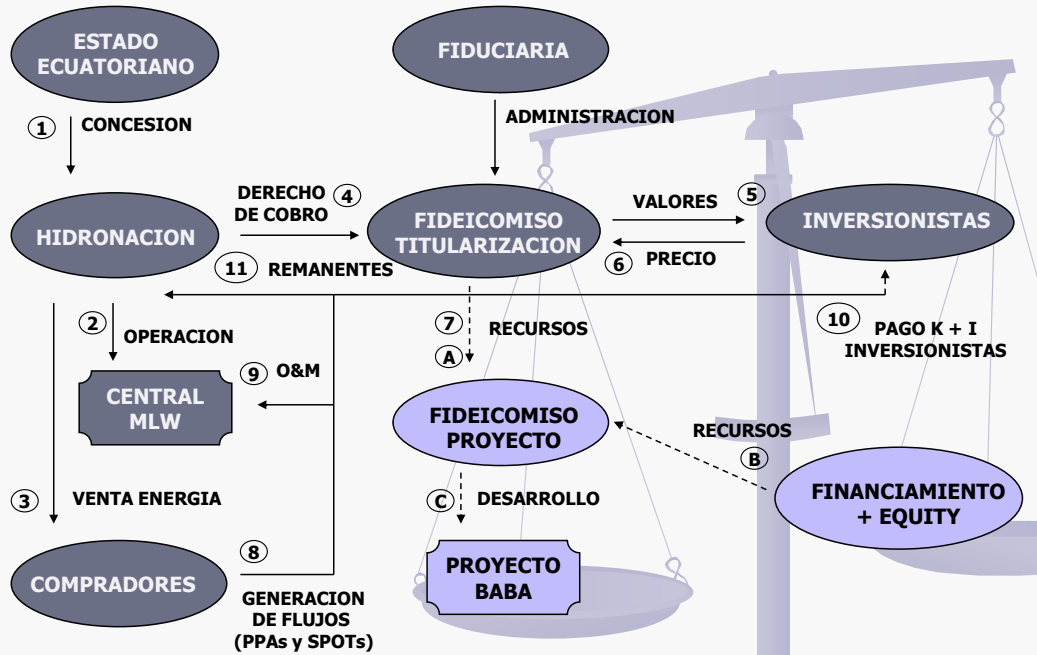 ESTADO
ECUATORIANO
FIDUCIARIA
1
CONCESION
ADMINISTRACION
HIDRONACION
DERECHO
DE COBRO
4
FIDEICOMISO
TITULARIZACION
VALORES
5
INVERSIONISTAS
6
PRECIO
11
REMANENTES
2
OPERACION
7
RECURSOS
A
10
PAGO K + I
INVERSIONISTAS
9
O&M
CENTRAL
MLW
FIDEICOMISO
PROYECTO
RECURSOS
B
3
VENTA ENERGIA
C
DESARROLLO
FINANCIAMIENTO
+ EQUITY
COMPRADORES
8
GENERACION
DE FLUJOS
(PPAs y SPOTs)
PROYECTO
BABA